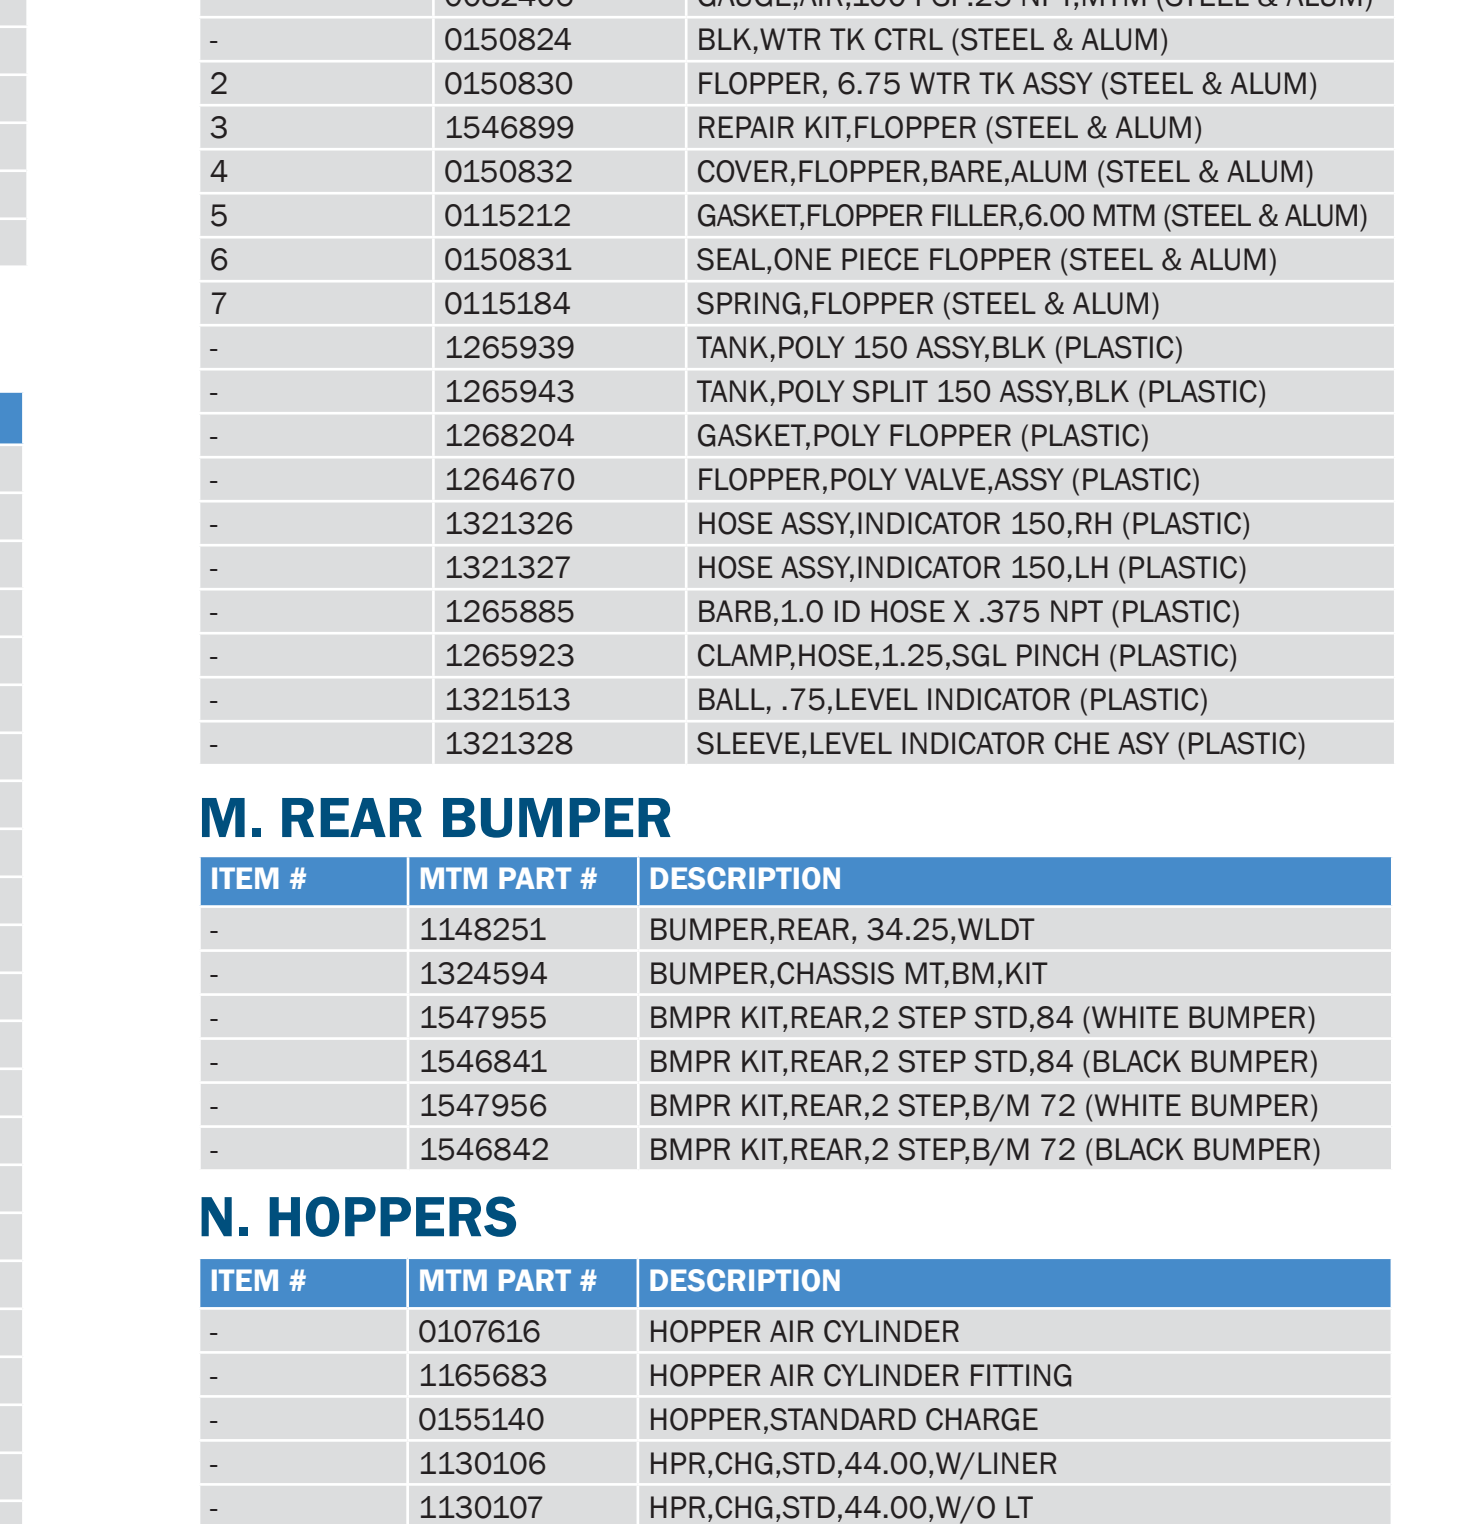 - 0150824 BLK,WTR TK CTRL (STEEL & ALUM)
2 0150830 FLOPPER, 6.75 WTR TK ASSY (STEEL & ALUM)
3 1546899 REPAIR KIT,FLOPPER (STEEL & ALUM)
4 0150832 COVER,FLOPPER,BARE,ALUM (STEEL & ALUM)
5 0115212 GASKET,FLOPPER FILLER,6.00 MTM (STEEL & ALUM)
6 0150831 SEAL,ONE PIECE FLOPPER (STEEL & ALUM)
7 0115184 SPRING,FLOPPER (STEEL & ALUM)
- 1265939 TANK,POLY 150 ASSY,BLK (PLASTIC)
- 1265943 TANK,POLY SPLIT 150 ASSY,BLK (PLASTIC)
- 1268204 GASKET,POLY FLOPPER (PLASTIC)
- 1264670 FLOPPER,POLY VALVE,ASSY (PLASTIC)
- 1321326 HOSE ASSY,INDICATOR 150,RH (PLASTIC)
- 1321327 HOSE ASSY,INDICATOR 150,LH (PLASTIC)
- 1265885 BARB,1.0 ID HOSE X .375 NPT (PLASTIC)
- 1265923 CLAMP,HOSE,1.25,SGL PINCH (PLASTIC)
- 1321513 BALL, .75,LEVEL INDICATOR (PLASTIC)
- 1321328 SLEEVE,LEVEL INDICATOR CHE ASY (PLASTIC)
M. REAR BUMPER
ITEM # MTM PART # DESCRIPTION
- 1148251 BUMPER,REAR, 34.25,WLDT
- 1324594 BUMPER,CHASSIS MT,BM,KIT
- 1547955 BMPR KIT,REAR,2 STEP STD,84 (WHITE BUMPER)
- 1546841 BMPR KIT,REAR,2 STEP STD,84 (BLACK BUMPER)
- 1547956 BMPR KIT,REAR,2 STEP,B/M 72 (WHITE BUMPER)
- 1546842 BMPR KIT,REAR,2 STEP,B/M 72 (BLACK BUMPER)
N. HOPPERS
ITEM # MTM PART # DESCRIPTION
- 0107616 HOPPER AIR CYLINDER
- 1165683 HOPPER AIR CYLINDER FITTING
- 0155140 HOPPER,STANDARD CHARGE
- 1130106 HPR,CHG,STD,44.00,W/LINER
- 1130107 HPR,CHG,STD,44.00,W/O LT